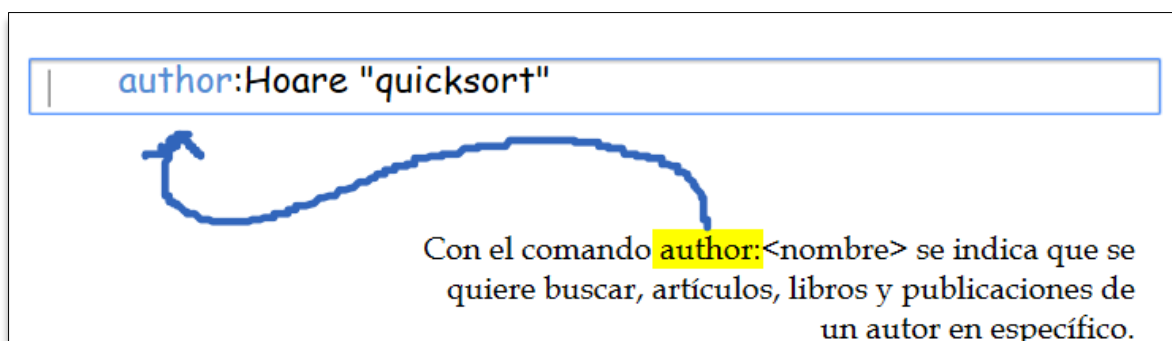 author:Hoare "quicksort"
Con el comando author:<nombre> se indica que se
quiere buscar, artículos, libros y publicaciones de
un autor en específico.